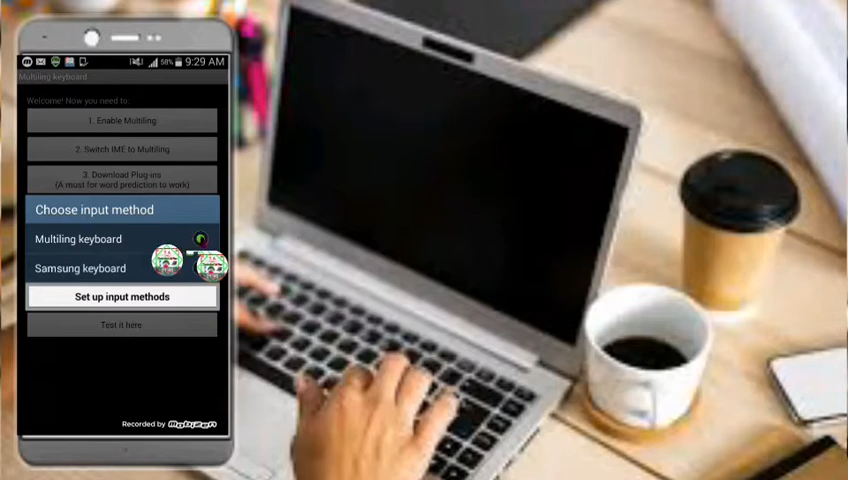 58% 9:29 AM
Multiling keyboard
Welcome! Now you need to:
1. Enable Multiling
2. Switch IME to Multiling
3. Download Plug-ins
(A must for word prediction to work)
Choose input method
Multiling keyboard
Samsung keyboard
Set up input methods
Test it here
Recorded by Mobizen